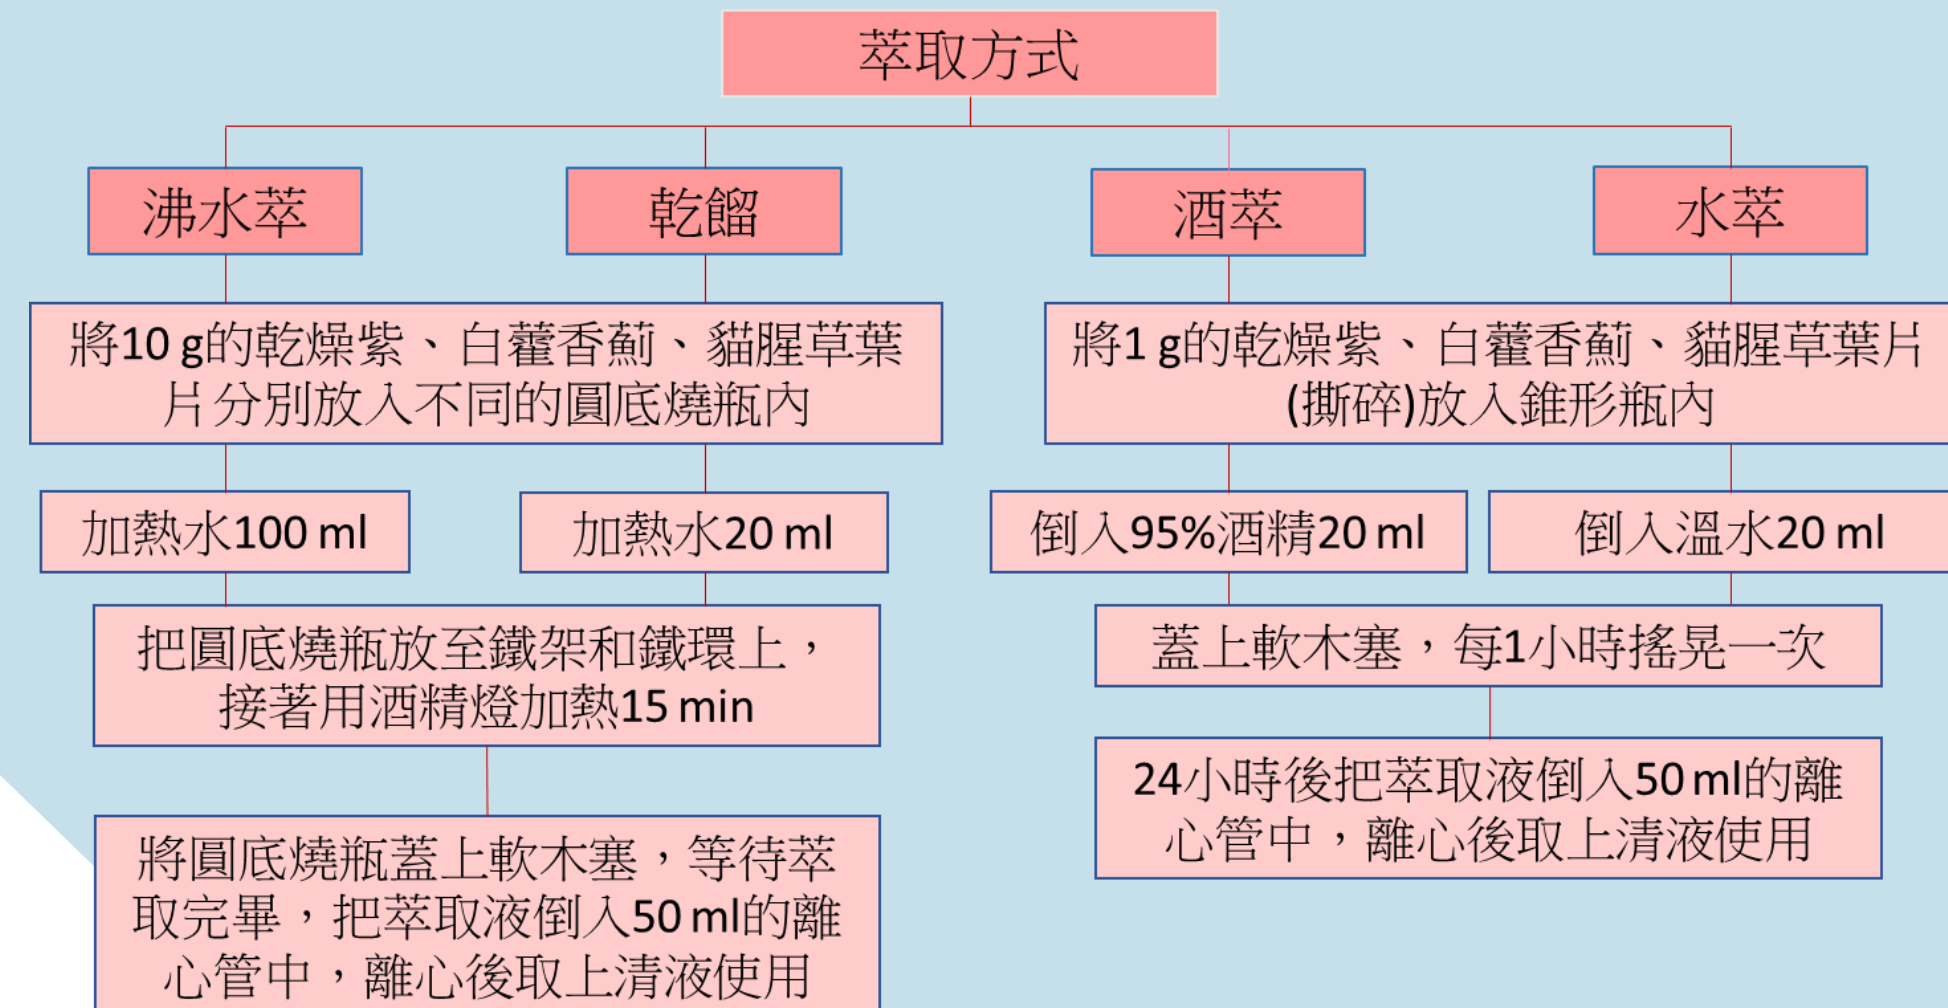 萃取方式
沸水萃
乾餾
酒萃
水萃
將10 g的乾燥紫、白藿香薊、貓腥草葉
片分別放入不同的圓底燒瓶內
將1 g的乾燥紫、白藿香薊、貓腥草葉片
(撕碎)放入錐形瓶內
加熱水100 ml
加熱水20 ml
倒入95%酒精20 ml
倒入溫水20 ml
把圓底燒瓶放至鐵架和鐵環上，
接著用酒精燈加熱15 min
蓋上軟木塞，每1小時搖晃一次
將圓底燒瓶蓋上軟木塞，等待萃
取完畢，把萃取液倒入50 ml的離
心管中，離心後取上清液使用
24小時後把萃取液倒入50 ml的離
心管中，離心後取上清液使用